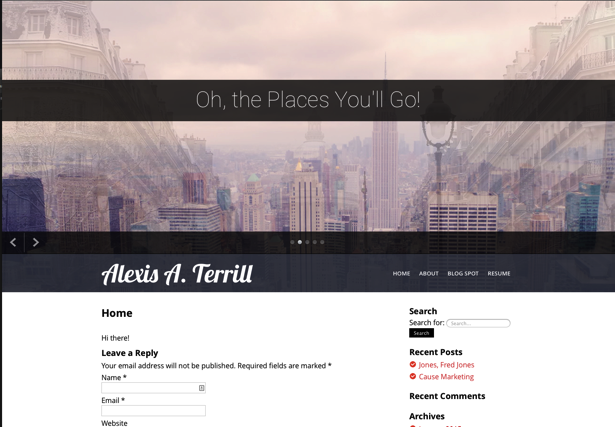 Oh, the Places You'll Go!
Alexis A. Terrill
HOME ABOUT BLOG SPOT RESUME
Home
Hi there!
Leave a Reply
Your email address will not be published. Required fields are marked *
Name *
Email *
Website
Search
Search for: Search...
Search
Recent Posts
Jones, Fred Jones
Cause Marketing
Recent Comments
Archives